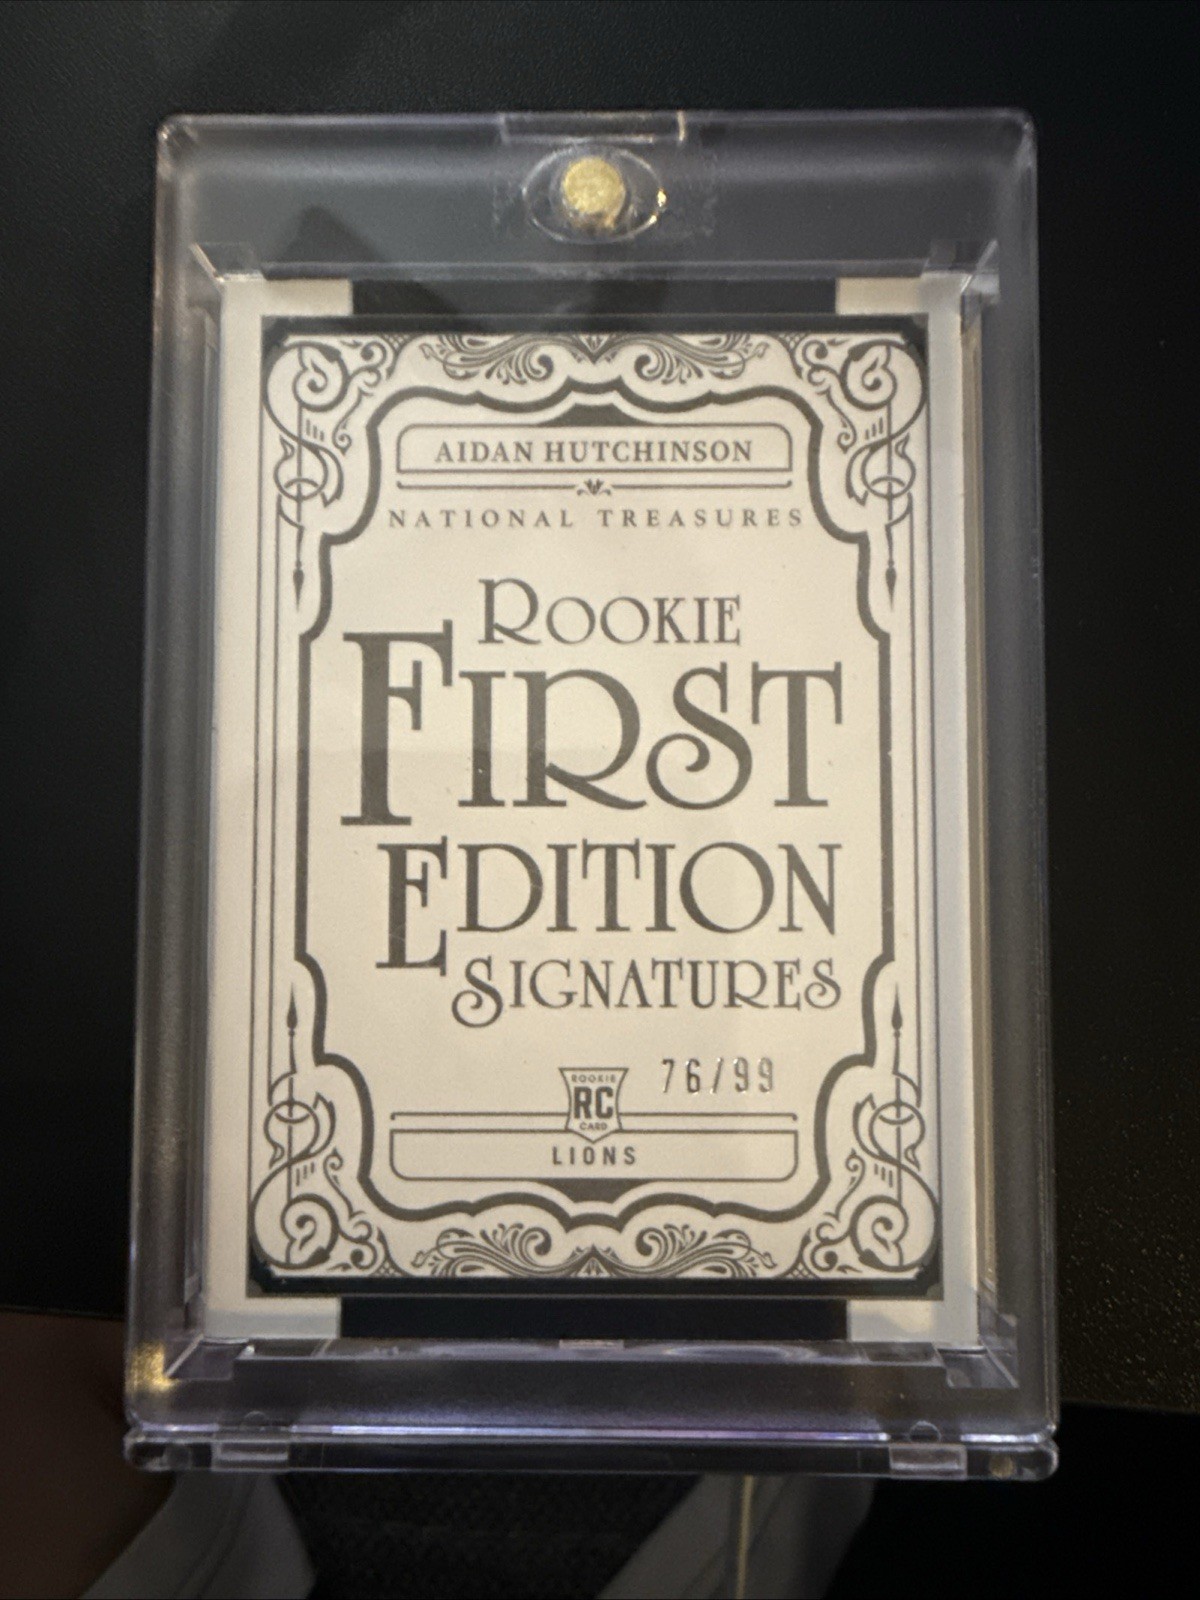 AIDAN HUTCHINSON
NATIONAL TREASURES
ROOKIE
FIRST
EDITION
SIGNATURES
76/99
ROOKIE
RC
CARD
LIONS